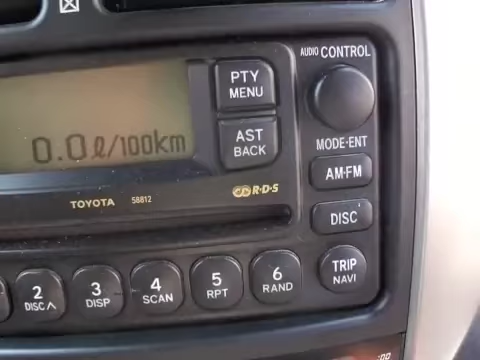 AUDIO CONTROL
PTY
MENU
0.0ℓ/100km
AST
BACK
MODE·ENT
AM·FM
TOYOTA 58812
R·D·S
DISC
TRIP
NAVI
2
DISC ∧
3
DISP
4
SCAN
5
RPT
6
RAND